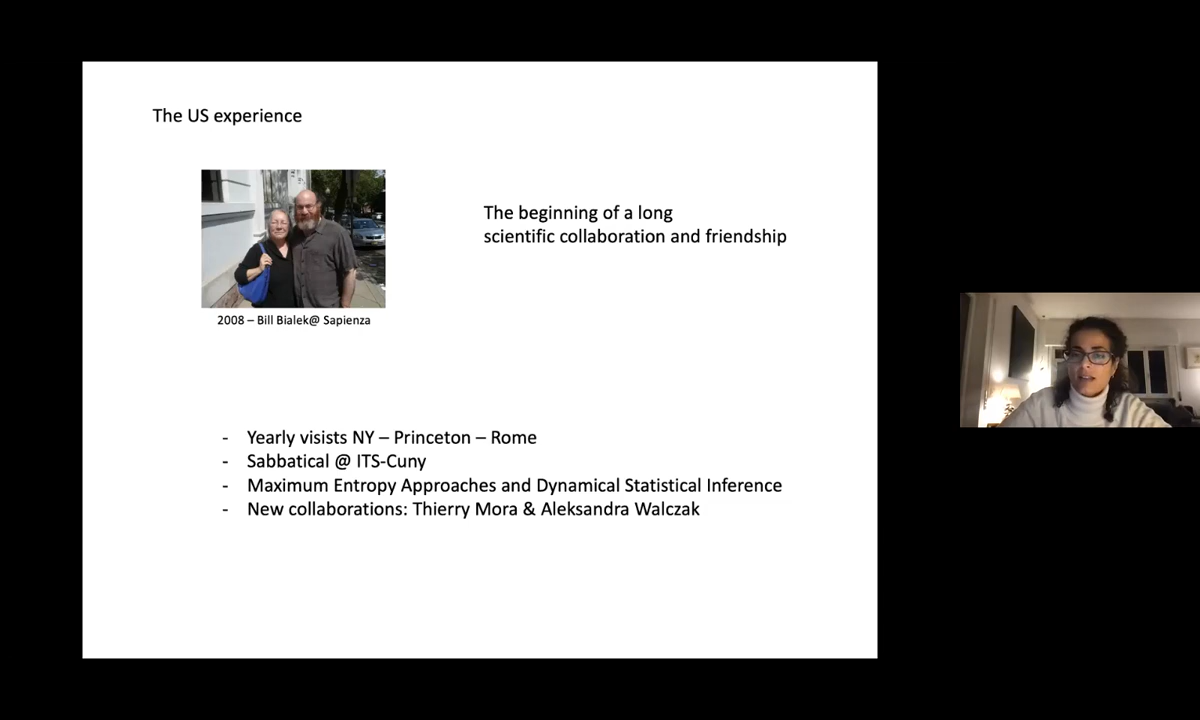 The US experience
The beginning of a long
scientific collaboration and friendship
2008 – Bill Bialek@ Sapienza
- Yearly visists NY – Princeton – Rome
- Sabbatical @ ITS-Cuny
- Maximum Entropy Approaches and Dynamical Statistical Inference
- New collaborations: Thierry Mora & Aleksandra Walczak